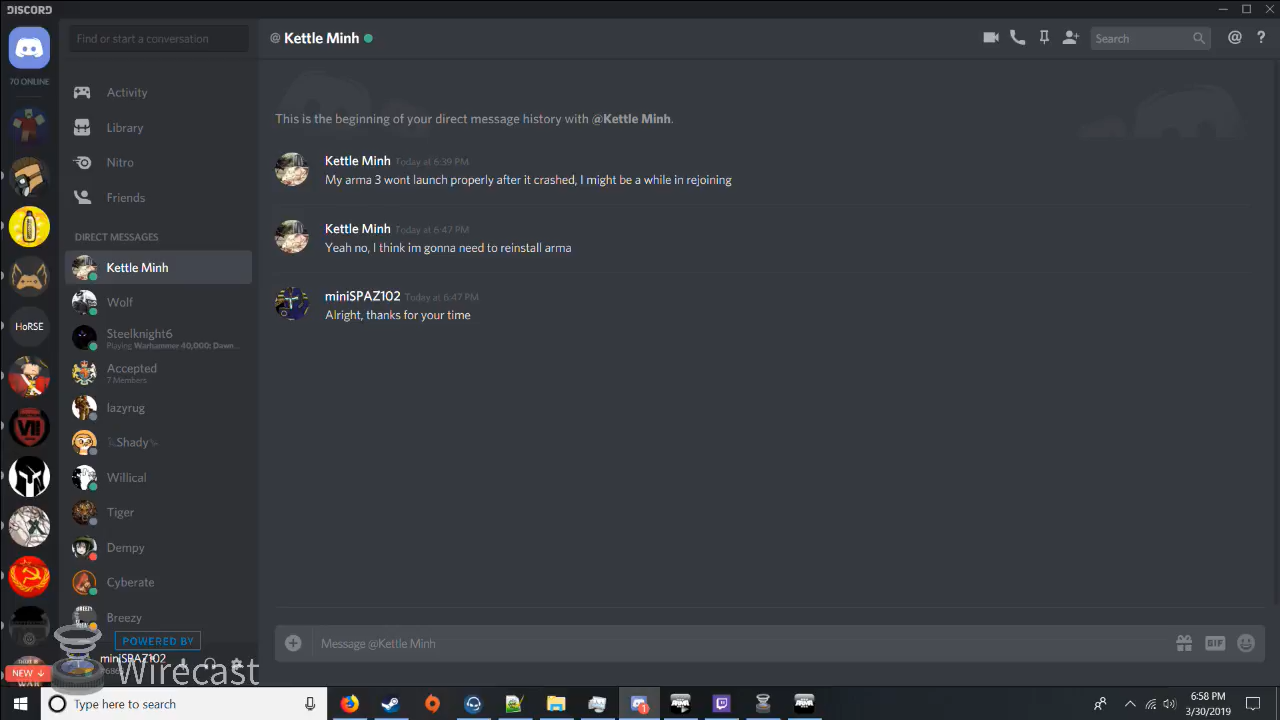 DISCORD
Find or start a conversation
@ Kettle Minh
Search
70 ONLINE
Activity
Library
Nitro
Friends
DIRECT MESSAGES
Kettle Minh
Wolf
Steelknight6
Playing Warhammer 40,000: Dawn...
Accepted
7 Members
lazyrug
Shady
Willical
Tiger
Dempy
Cyberate
Breezy
miniSPAZ102
HoRSE
VII
NEW ↓
This is the beginning of your direct message history with @Kettle Minh.
Kettle Minh Today at 6:39 PM
My arma 3 wont launch properly after it crashed, I might be a while in rejoining
Kettle Minh Today at 6:47 PM
Yeah no, I think im gonna need to reinstall arma
miniSPAZ102 Today at 6:47 PM
Alright, thanks for your time
Message @Kettle Minh
GIF
POWERED BY
Wirecast
Type here to search
6:58 PM
3/30/2019